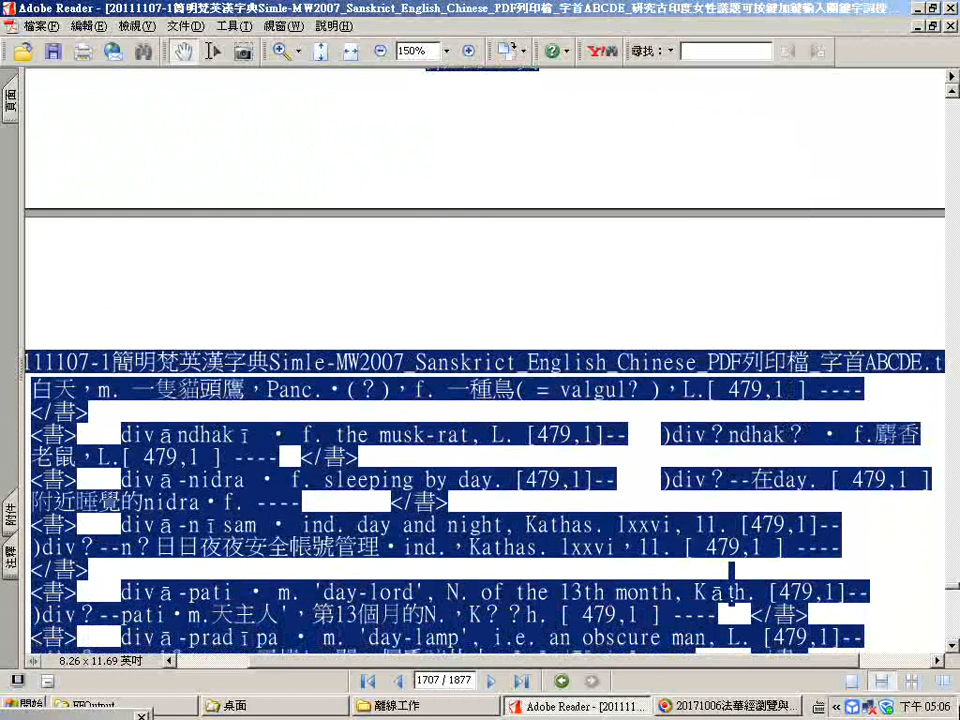 Adobe Reader - [20111107-1簡明梵英漢字典Simle-MW2007_Sanskrict_English_Chinese_PDF列印檔_字首ABCDE_研究古印度女性議題可按鍵加鍵輸入關鍵字詞搜
檔案(F) 編輯(E) 檢視(V) 文件(D) 工具(T) 視窗(W) 說明(H)
150% 尋找:
頁面
111107-1簡明梵英漢字典Simle-MW2007_Sanskrict_English_Chinese_PDF列印檔_字首ABCDE.t
白天，m. 一隻貓頭鷹，Panc.‧(？)，f. 一種鳥( = valgul? )，L.[ 479,1 ] ----
</書>
<書> divāndhakī ‧ f. the musk-rat, L. [479,1]-- )div？ndhak？ ‧ f.麝香
老鼠，L.[ 479,1 ] ---- </書>
<書> divā-nidra ‧ f. sleeping by day. [479,1]-- )div？--在day. [ 479,1 ]
附近睡覺的nidra‧f. ---- </書>
<書> divā-nīsam ‧ ind. day and night, Kathas. lxxvi, 11. [479,1]--
)div？--n？日日夜夜安全帳號管理‧ind.，Kathas. lxxvi，11. [ 479,1 ] ----
</書>
<書> divā-pati ‧ m. 'day-lord', N. of the 13th month, Kāṭh. [479,1]--
)div？--pati‧m.天主人'，第13個月的N.，K？？h. [ 479,1 ] ---- </書>
<書> divā-pradīpa ‧ m. 'day-lamp', i.e. an obscure man, L. [479,1]--
附件
注釋
8.26 x 11.69 英吋
1707 / 1877
開始 FFOutput 桌面 離線工作 Adobe Reader - [201111... 20171006法華經瀏覽與... 下午 05:06